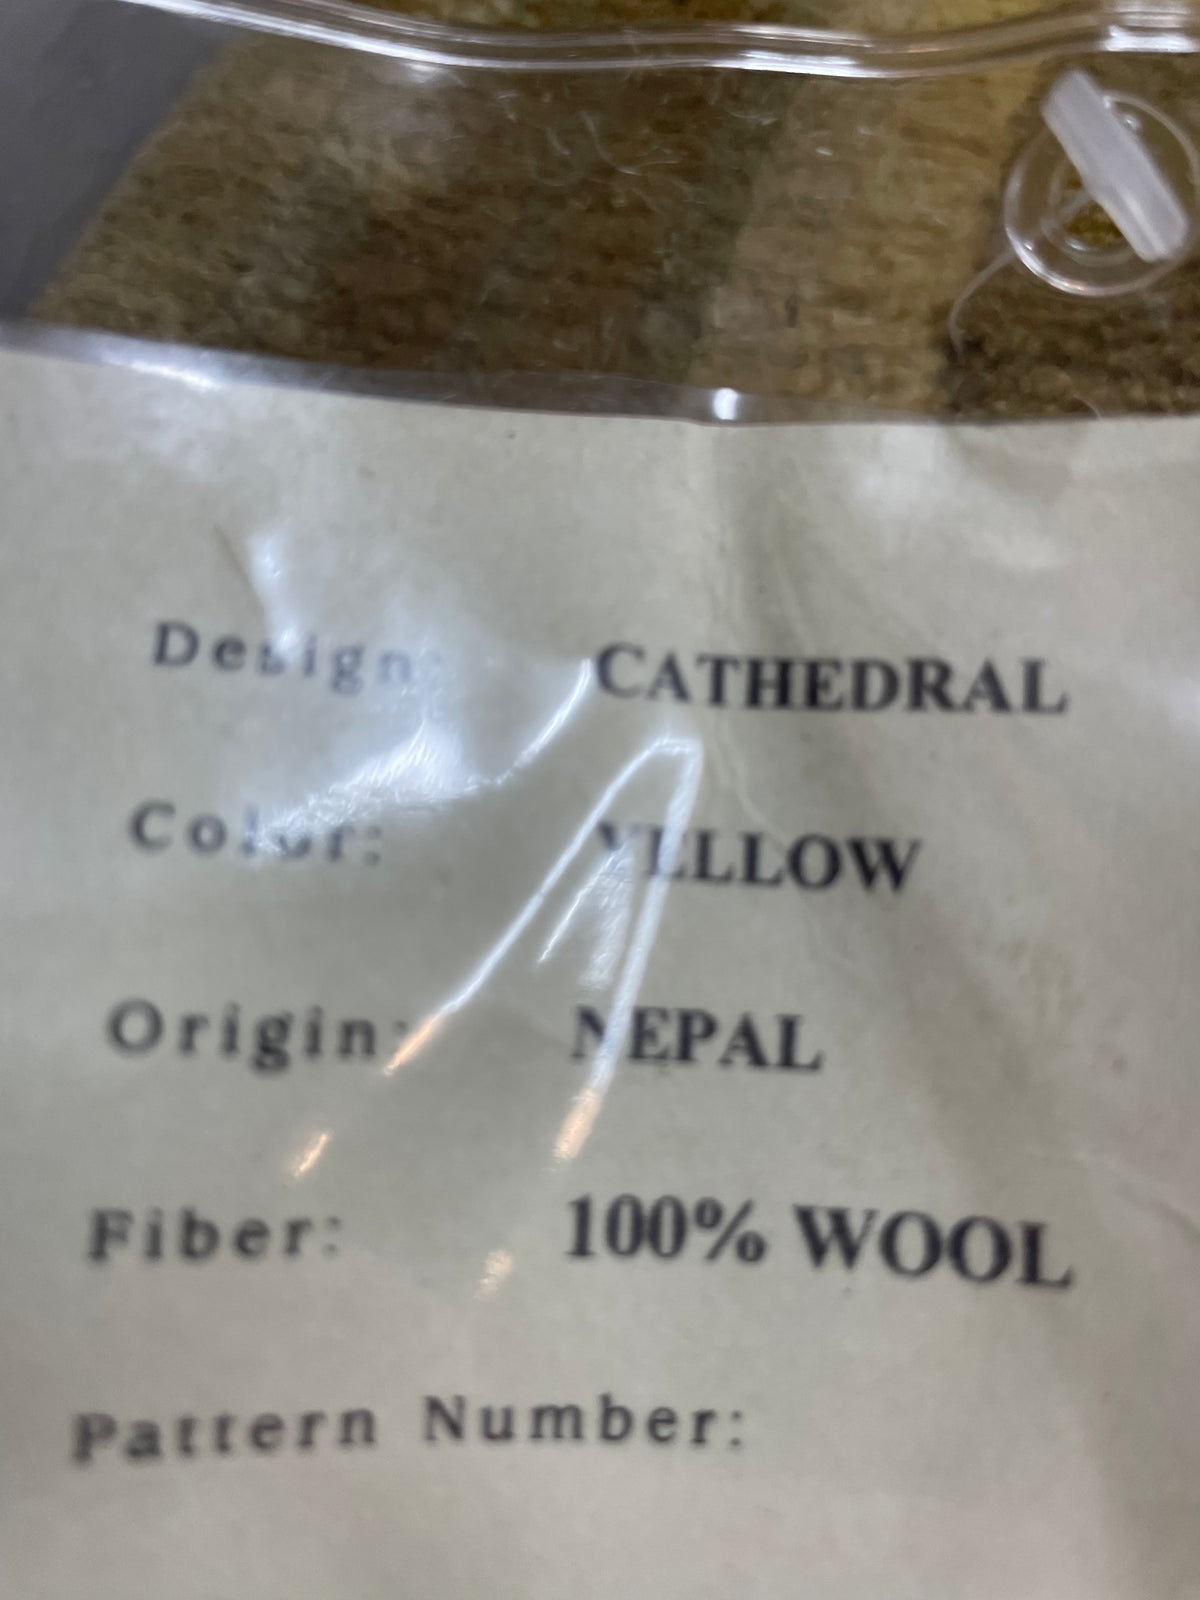 Design: CATHEDRAL
Color: YELLOW
Origin: NEPAL
Fiber: 100% WOOL
Pattern Number: